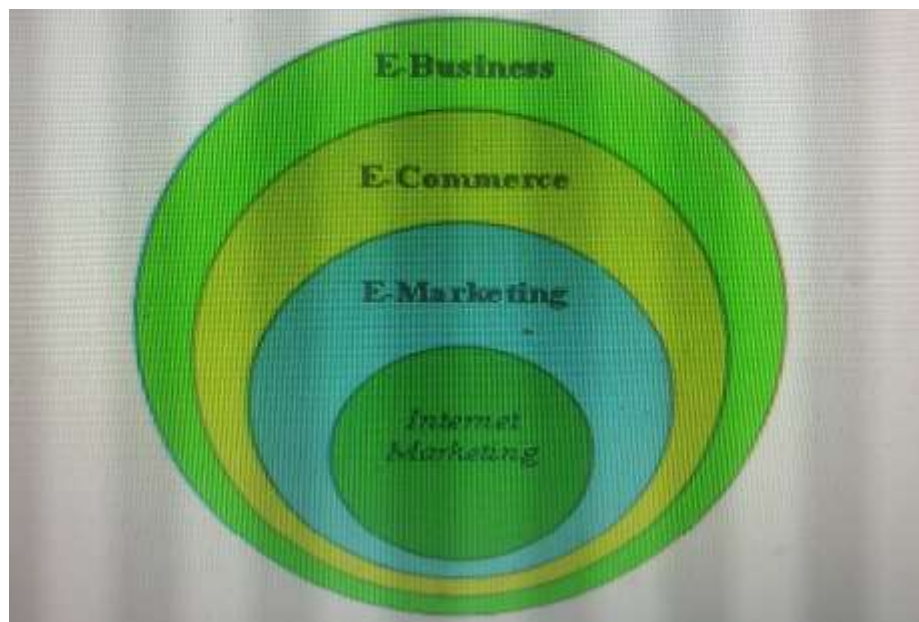 E-Business
E-Commerce
E-Marketing
Internet
Marketing